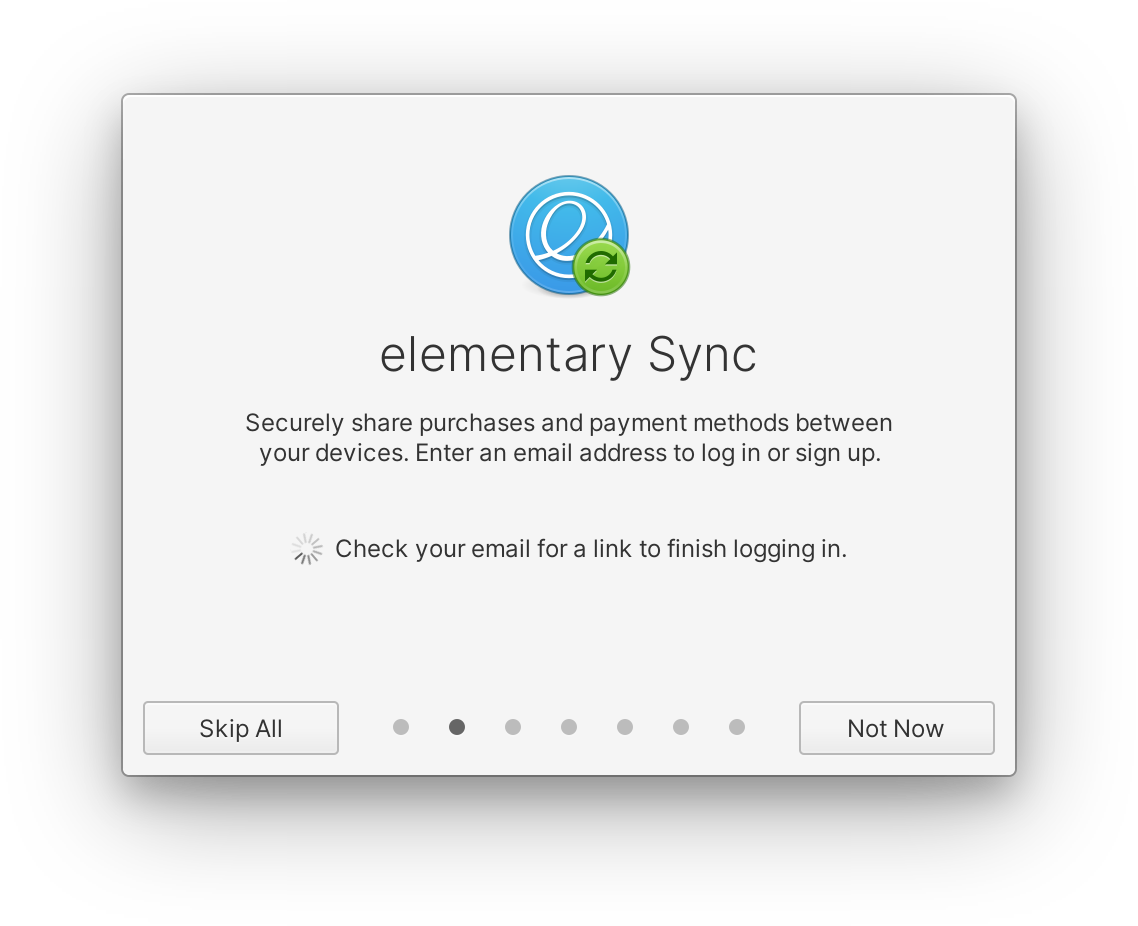 elementary Sync
Securely share purchases and payment methods between
your devices. Enter an email address to log in or sign up.
Check your email for a link to finish logging in.
Skip All
Not Now